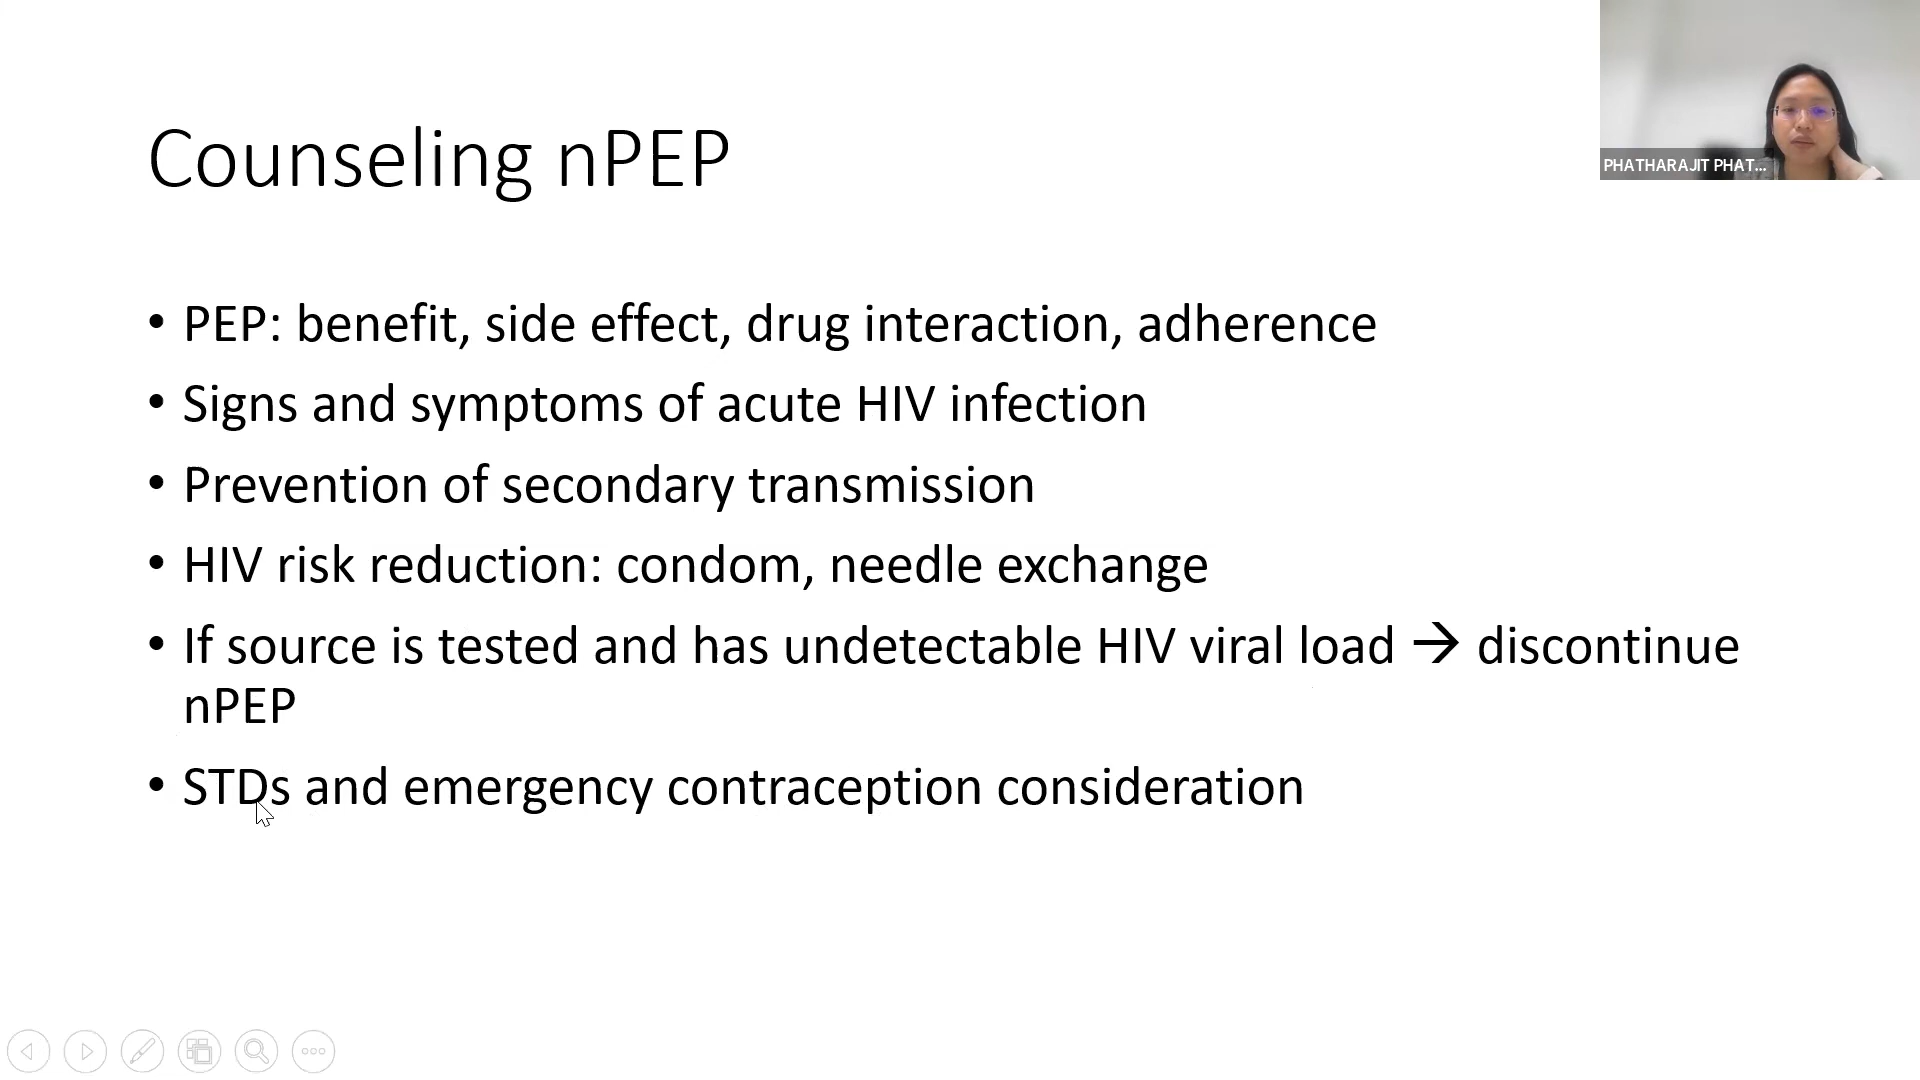 Counseling nPEP
PHATHARAJIT PHAT...
• PEP: benefit, side effect, drug interaction, adherence
• Signs and symptoms of acute HIV infection
• Prevention of secondary transmission
• HIV risk reduction: condom, needle exchange
• If source is tested and has undetectable HIV viral load → discontinue
nPEP
• STDs and emergency contraception consideration